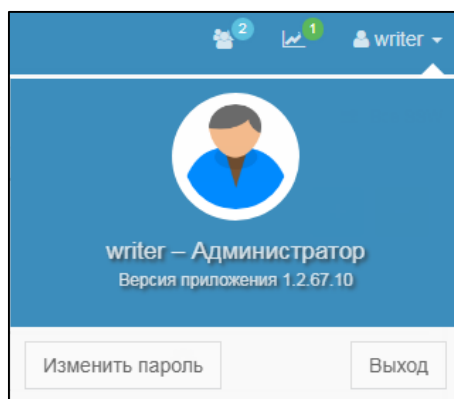 2 1 writer
writer – Администратор
Версия приложения 1.2.67.10
Изменить пароль Выход